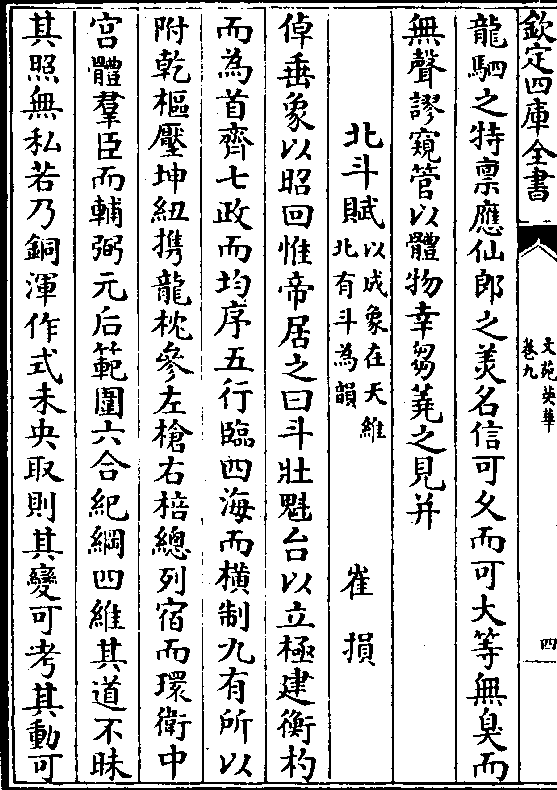 欽定四庫全書
文苑英華
卷九
四
龍駟之特禀應仙郎之羙名信可久而可大等無臭而
無聲謬窺管以體物幸芻蕘之見并
北斗賦
以成象在天維
北有斗為韻
崔損
倬垂象以昭回惟帝居之曰斗壯魁台以立極建衡杓
而為首齊七政而均序五行臨四海而横制九有所以
附乾樞壓坤紐携龍枕參左槍右棓總列宿而環衛中
宫體羣臣而輔弼元后範圍六合紀綱四維其道不昧
其照無私若乃銅渾作式未央取則其變可考其動可